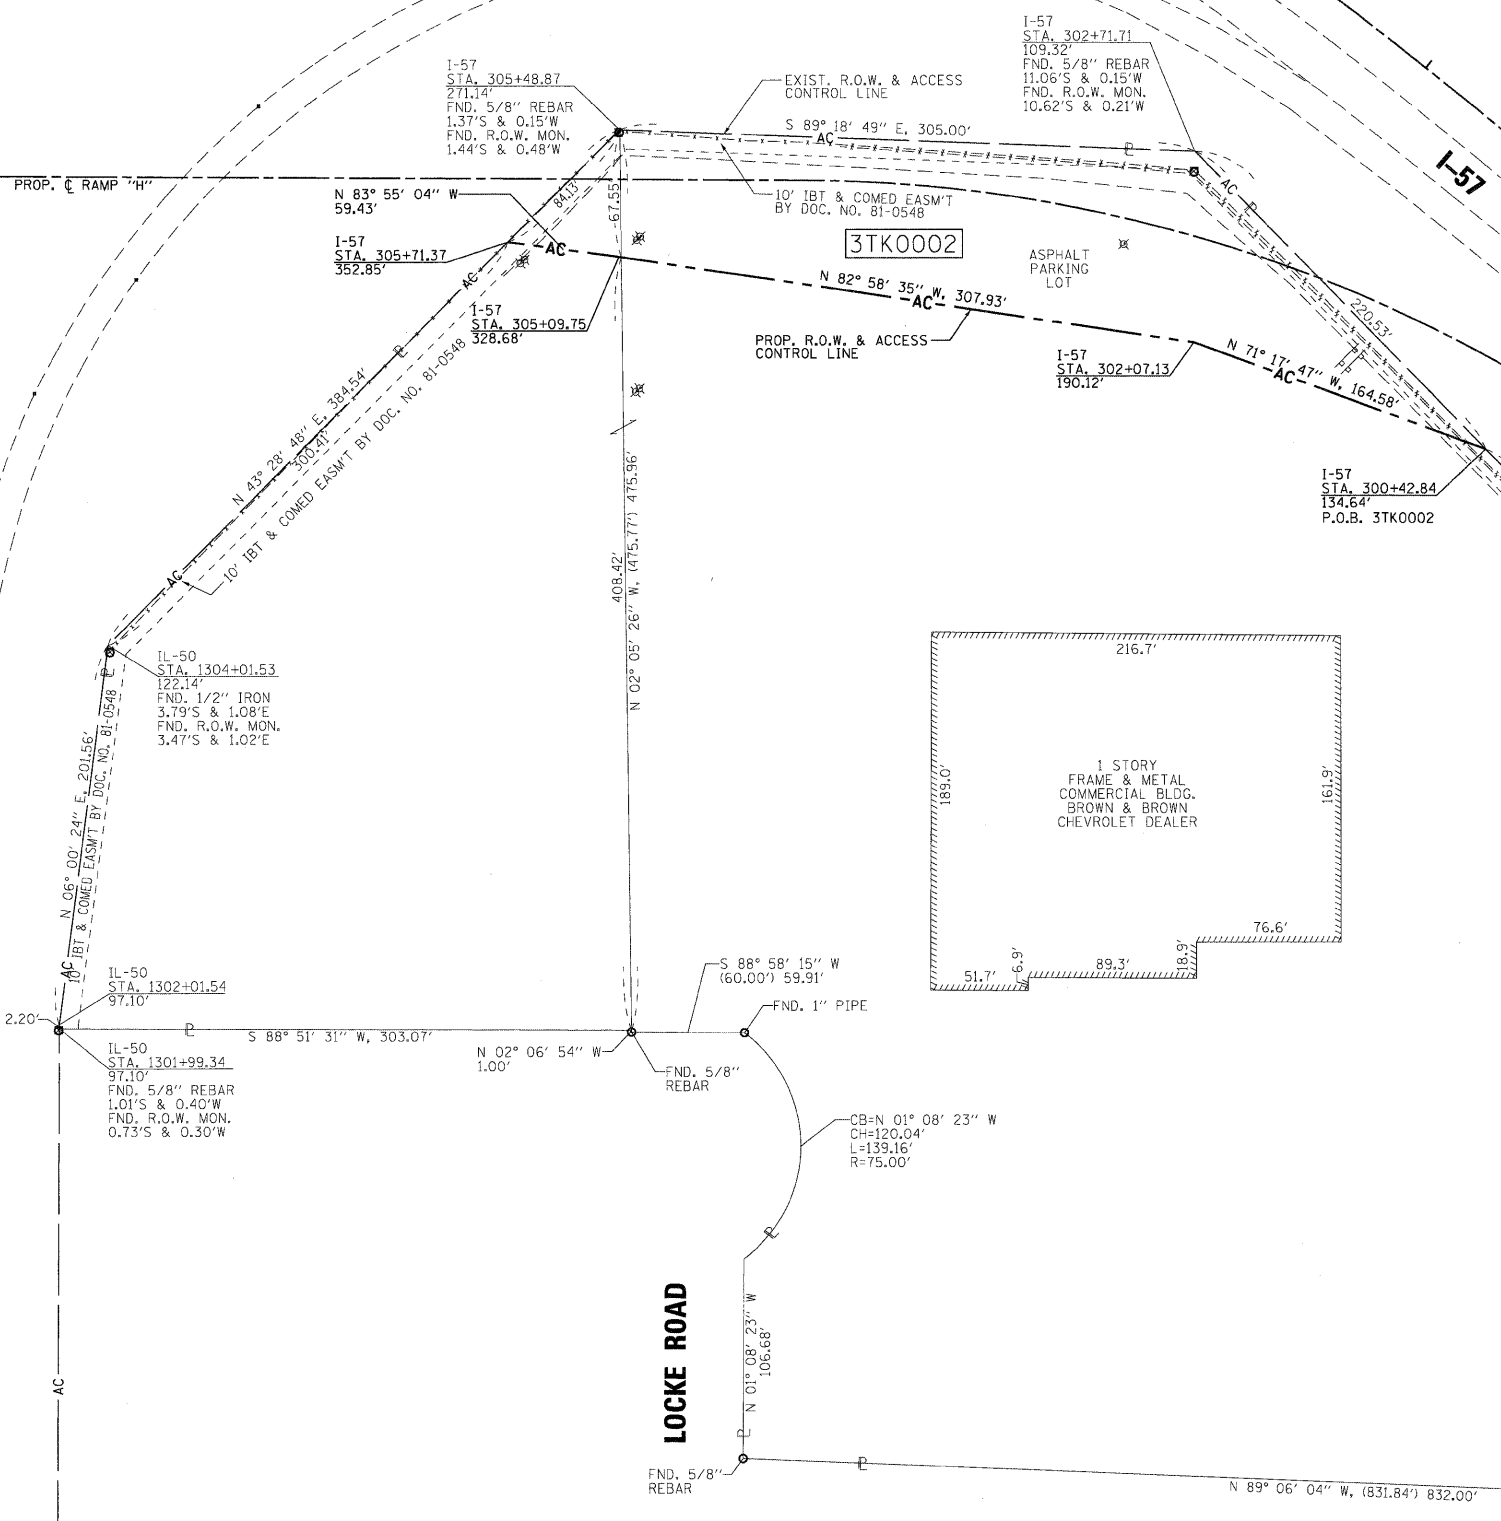 I-57
STA. 302+71.71
109.32'
FND. 5/8" REBAR
11.06'S & 0.15'W
FND. R.O.W. MON.
10.62'S & 0.21'W
I-57
STA. 305+48.87
271.14'
FND. 5/8" REBAR
1.37'S & 0.15'W
FND. R.O.W. MON.
1.44'S & 0.48'W
EXIST. R.O.W. & ACCESS
CONTROL LINE
S 89° 18' 49" E, 305.00'
AC
PROP. ℄ RAMP "H"
N 83° 55' 04" W
59.43'
84.13'
67.55'
10' IBT & COMED EASM'T
BY DOC. NO. 81-0548
AC
I-57
I-57
STA. 305+71.37
352.85'
AC
3TK0002
ASPHALT
PARKING
LOT
AC
N 82° 58' 35" W, 307.93'
AC
220.53'
I-57
STA. 305+09.75
328.68'
PROP. R.O.W. & ACCESS
CONTROL LINE
I-57
STA. 302+07.13
190.12'
N 71° 17' 47" W, 164.58'
AC
N 43° 28' 48" E, 384.54'
300.41'
10' IBT & COMED EASM'T BY DOC. NO. 81-0548
AC
I-57
STA. 300+42.84
134.64'
P.O.B. 3TK0002
408.42'
N 02° 05' 26" W, (475.77') 475.96'
IL-50
STA. 1304+01.53
122.14'
FND. 1/2" IRON
3.79'S & 1.08'E
FND. R.O.W. MON.
3.47'S & 1.02'E
216.7'
189.0'
1 STORY
FRAME & METAL
COMMERCIAL BLDG.
BROWN & BROWN
CHEVROLET DEALER
161.9'
N 06° 00' 24" E, 201.56'
10' IBT & COMED EASM'T BY DOC. NO. 81-0548
AC
76.6'
18.9'
89.3'
6.9'
51.7'
IL-50
STA. 1302+01.54
97.10'
S 88° 58' 15" W
(60.00') 59.91'
FND. 1" PIPE
2.20'
S 88° 51' 31" W, 303.07'
IL-50
STA. 1301+99.34
97.10'
FND. 5/8" REBAR
1.01'S & 0.40'W
FND. R.O.W. MON.
0.73'S & 0.30'W
N 02° 06' 54" W
1.00'
FND. 5/8"
REBAR
CB=N 01° 08' 23" W
CH=120.04'
L=139.16'
R=75.00'
LOCKE ROAD
N 01° 08' 23" W
106.68'
AC
FND. 5/8"
REBAR
N 89° 06' 04" W, (831.84') 832.00'